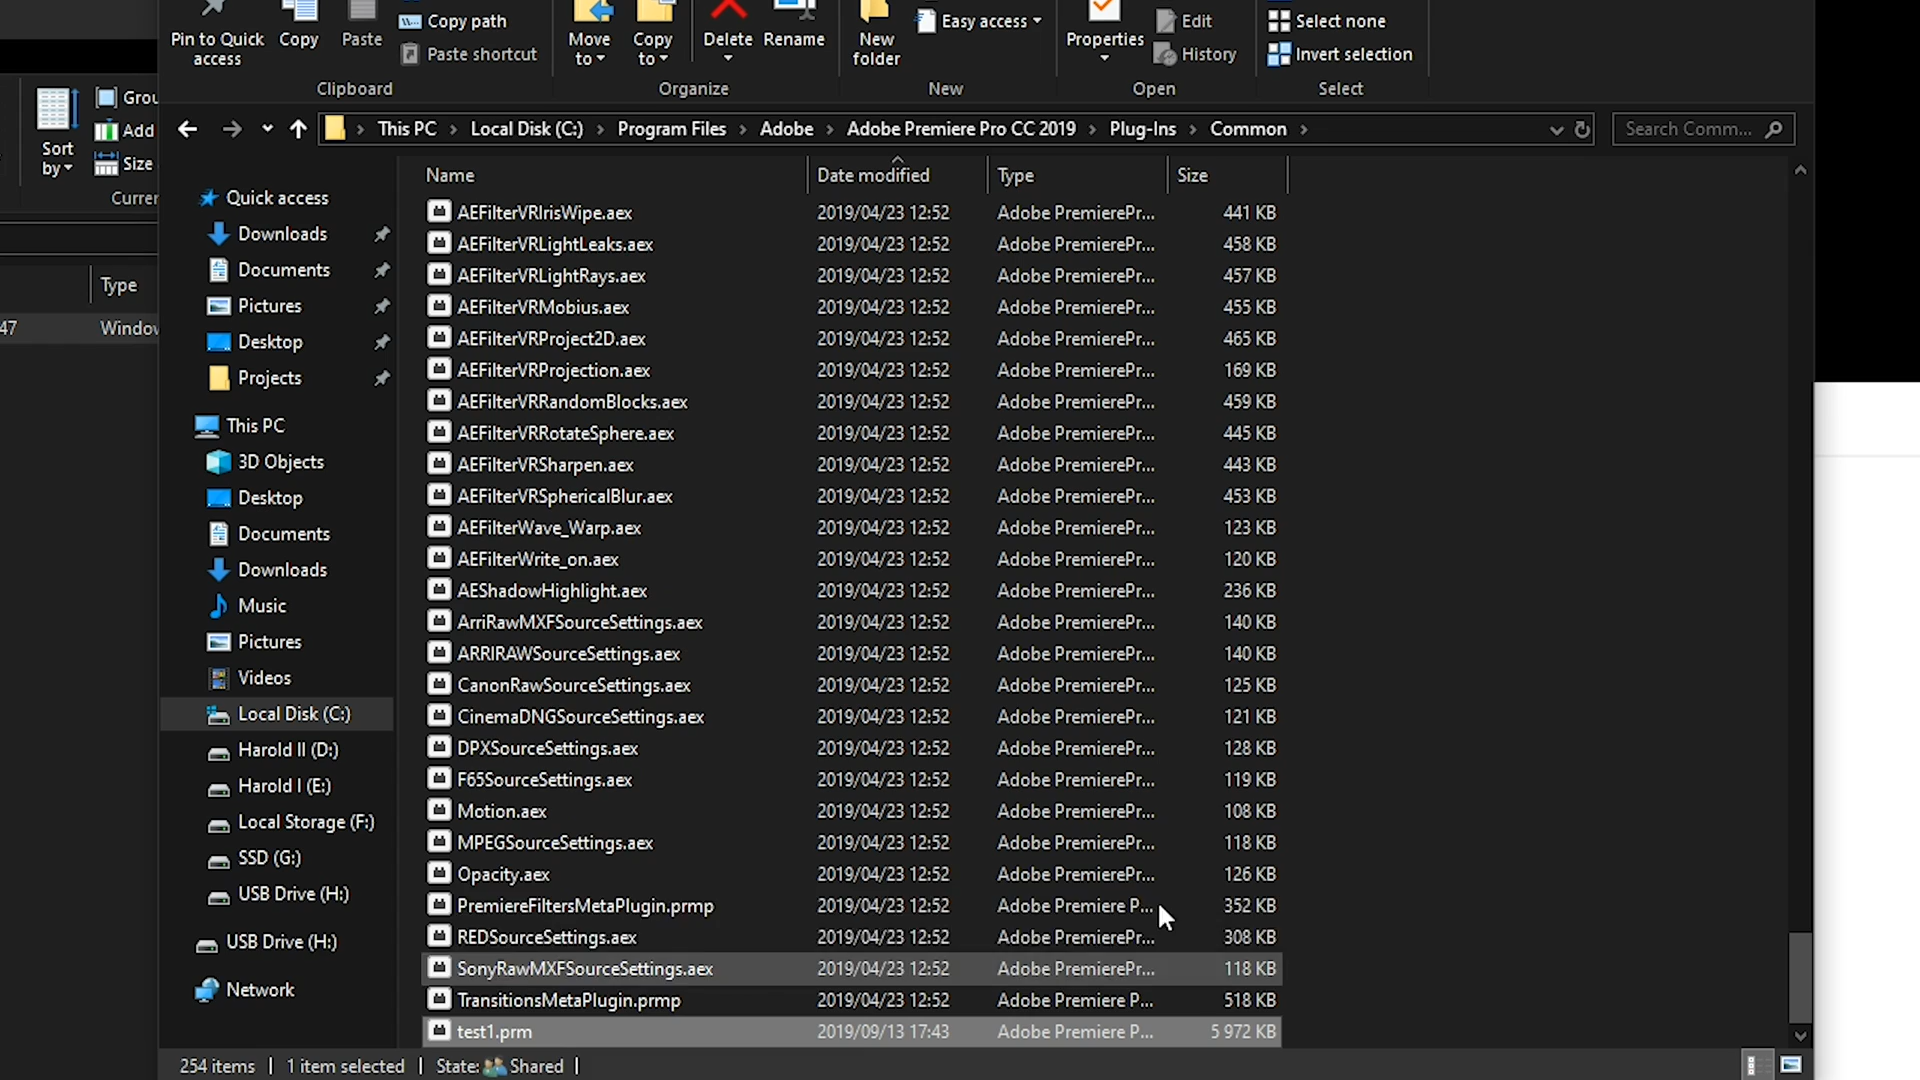 Pin to Quick access
Copy
Paste
Copy path
Paste shortcut
Clipboard
Move to
Copy to
Delete
Rename
Organize
New folder
Easy access
New
Properties
Edit
History
Open
Select none
Invert selection
Select
Sort by
Grou
Add
Size
Curren
Type
47
Window
This PC > Local Disk (C:) > Program Files > Adobe > Adobe Premiere Pro CC 2019 > Plug-Ins > Common >
Search Comm...
Quick access
Downloads
Documents
Pictures
Desktop
Projects
This PC
3D Objects
Desktop
Documents
Downloads
Music
Pictures
Videos
Local Disk (C:)
Harold II (D:)
Harold I (E:)
Local Storage (F:)
SSD (G:)
USB Drive (H:)
USB Drive (H:)
Network
Name Date modified Type Size
AEFilterVRIrisWipe.aex 2019/04/23 12:52 Adobe PremierePr... 441 KB
AEFilterVRLightLeaks.aex 2019/04/23 12:52 Adobe PremierePr... 458 KB
AEFilterVRLightRays.aex 2019/04/23 12:52 Adobe PremierePr... 457 KB
AEFilterVRMobius.aex 2019/04/23 12:52 Adobe PremierePr... 455 KB
AEFilterVRProject2D.aex 2019/04/23 12:52 Adobe PremierePr... 465 KB
AEFilterVRProjection.aex 2019/04/23 12:52 Adobe PremierePr... 169 KB
AEFilterVRRandomBlocks.aex 2019/04/23 12:52 Adobe PremierePr... 459 KB
AEFilterVRRotateSphere.aex 2019/04/23 12:52 Adobe PremierePr... 445 KB
AEFilterVRSharpen.aex 2019/04/23 12:52 Adobe PremierePr... 443 KB
AEFilterVRSphericalBlur.aex 2019/04/23 12:52 Adobe PremierePr... 453 KB
AEFilterWave_Warp.aex 2019/04/23 12:52 Adobe PremierePr... 123 KB
AEFilterWrite_on.aex 2019/04/23 12:52 Adobe PremierePr... 120 KB
AEShadowHighlight.aex 2019/04/23 12:52 Adobe PremierePr... 236 KB
ArriRawMXFSourceSettings.aex 2019/04/23 12:52 Adobe PremierePr... 140 KB
ARRIRAWSourceSettings.aex 2019/04/23 12:52 Adobe PremierePr... 140 KB
CanonRawSourceSettings.aex 2019/04/23 12:52 Adobe PremierePr... 125 KB
CinemaDNGSourceSettings.aex 2019/04/23 12:52 Adobe PremierePr... 121 KB
DPXSourceSettings.aex 2019/04/23 12:52 Adobe PremierePr... 128 KB
F65SourceSettings.aex 2019/04/23 12:52 Adobe PremierePr... 119 KB
Motion.aex 2019/04/23 12:52 Adobe PremierePr... 108 KB
MPEGSourceSettings.aex 2019/04/23 12:52 Adobe PremierePr... 118 KB
Opacity.aex 2019/04/23 12:52 Adobe PremierePr... 126 KB
PremiereFiltersMetaPlugin.prmp 2019/04/23 12:52 Adobe Premiere P... 352 KB
REDSourceSettings.aex 2019/04/23 12:52 Adobe PremierePr... 308 KB
SonyRawMXFSourceSettings.aex 2019/04/23 12:52 Adobe PremierePr... 118 KB
TransitionsMetaPlugin.prmp 2019/04/23 12:52 Adobe Premiere P... 518 KB
test1.prm 2019/09/13 17:43 Adobe Premiere P... 5 972 KB
254 items | 1 item selected | State: Shared |